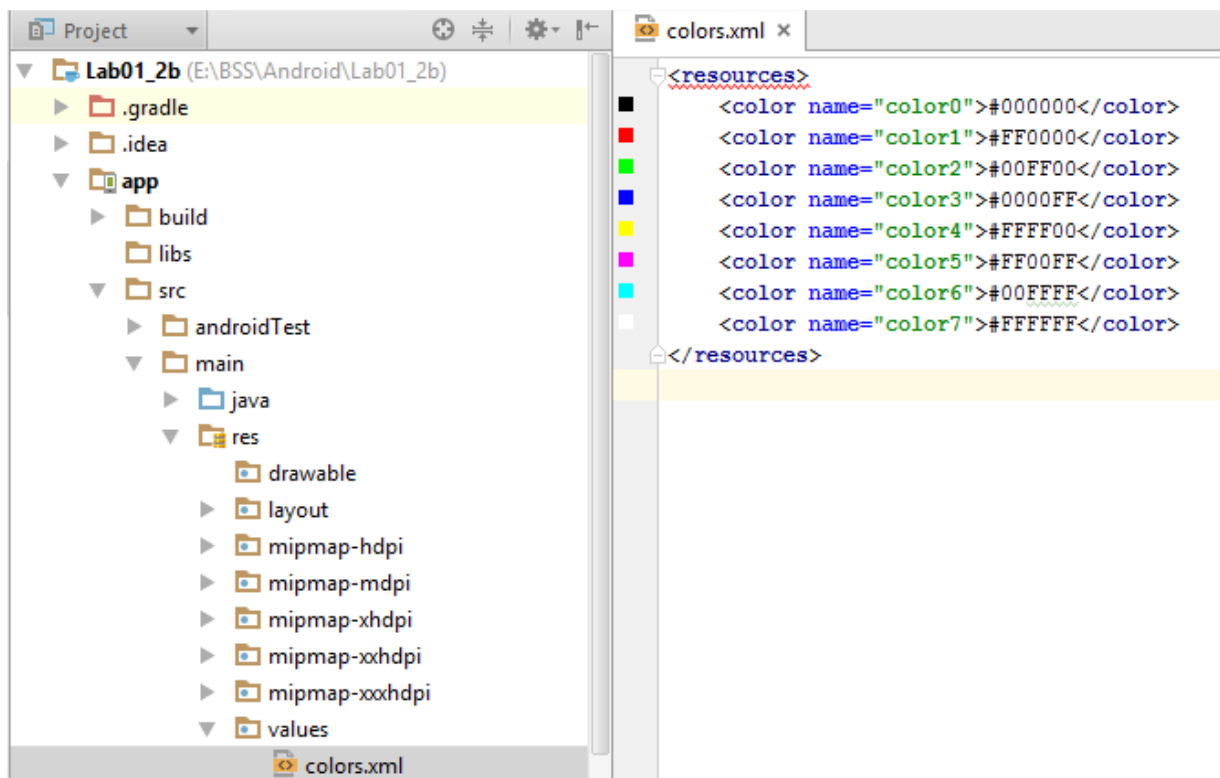 Project
Lab01_2b (E:\BSS\Android\Lab01_2b)
.gradle
.idea
app
build
libs
src
androidTest
main
java
res
drawable
layout
mipmap-hdpi
mipmap-mdpi
mipmap-xhdpi
mipmap-xxhdpi
mipmap-xxxhdpi
values
colors.xml
colors.xml
<resources>
    <color name="color0">#000000</color>
    <color name="color1">#FF0000</color>
    <color name="color2">#00FF00</color>
    <color name="color3">#0000FF</color>
    <color name="color4">#FFFF00</color>
    <color name="color5">#FF00FF</color>
    <color name="color6">#00FFFF</color>
    <color name="color7">#FFFFFF</color>
</resources>